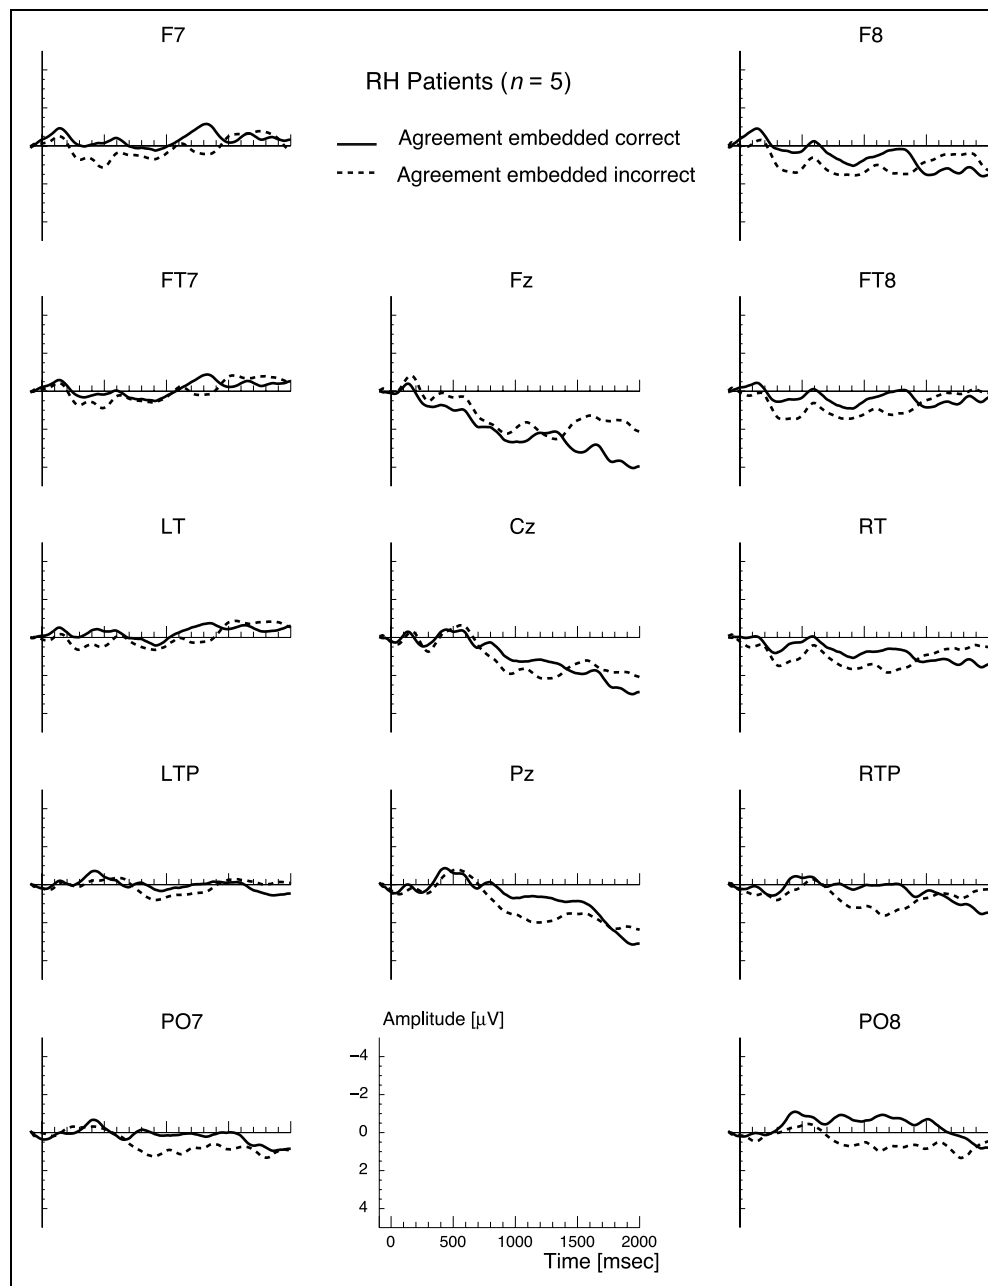 F7
F8
RH Patients (n = 5)
Agreement embedded correct
Agreement embedded incorrect
FT7
Fz
FT8
LT
Cz
RT
LTP
Pz
RTP
PO7
Amplitude [μV]
PO8
−4
−2
0
2
4
0 500 1000 1500 2000
Time [msec]